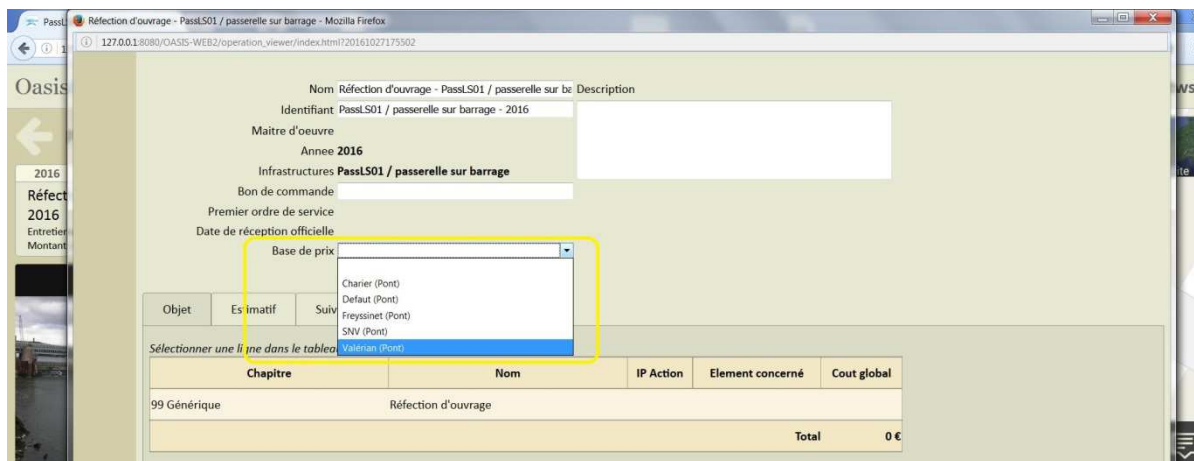 PassL
Réfection d'ouvrage - PassLS01 / passerelle sur barrage - Mozilla Firefox
127.0.0.1:8080/OASIS-WEB2/operation_viewer/index.html?20161027175502
Oasis
2016
Réfect
2016
Entretien
Montant
Nom Réfection d'ouvrage - PassLS01 / passerelle sur ba Description
Identifiant PassLS01 / passerelle sur barrage - 2016
Maitre d'oeuvre
Annee 2016
Infrastructures PassLS01 / passerelle sur barrage
Bon de commande
Premier ordre de service
Date de réception officielle
Base de prix
Charier (Pont)
Defaut (Pont)
Freyssinet (Pont)
SNV (Pont)
Valérian (Pont)
Objet Estimatif Suiv
Sélectionner une ligne dans le tablea
Chapitre Nom IP Action Element concerné Cout global
99 Générique Réfection d'ouvrage
Total 0 €